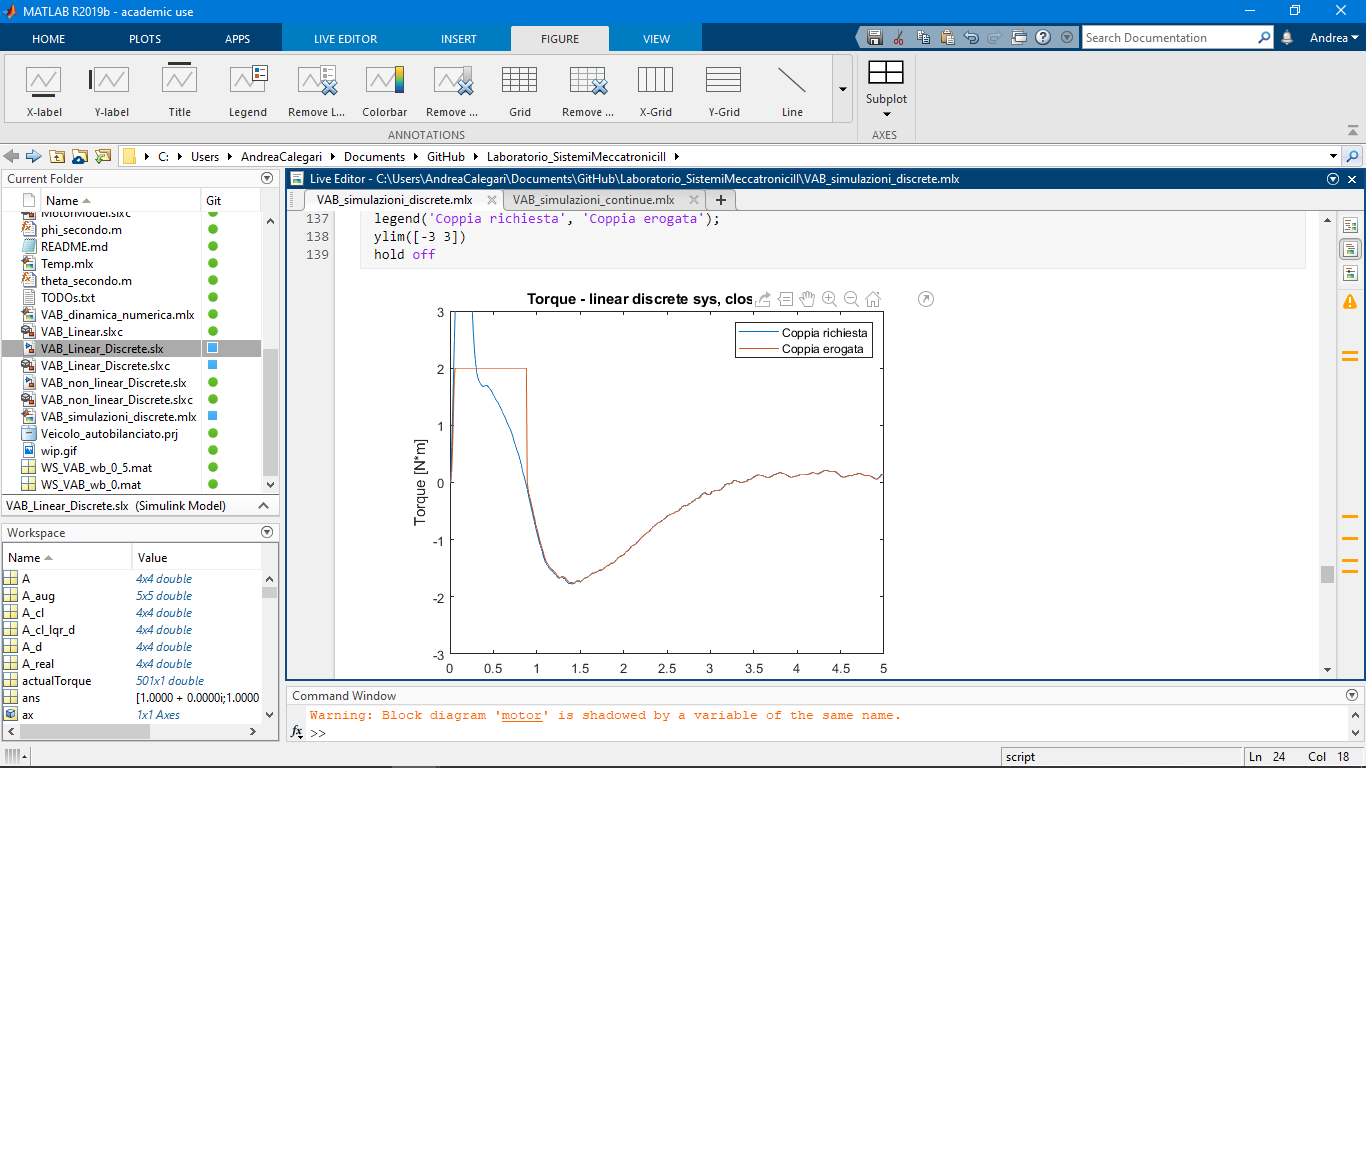 MATLAB R2019b - academic use
HOME PLOTS APPS LIVE EDITOR INSERT FIGURE VIEW
Search Documentation
Andrea
X-label Y-label Title Legend Remove L... Colorbar Remove ... Grid Remove ... X-Grid Y-Grid Line
Subplot
ANNOTATIONS AXES
C: Users AndreaCalegari Documents GitHub Laboratorio_SistemiMeccatroniciII
Current Folder
Name Git
MotorModel.slxc
phi_secondo.m
README.md
Temp.mlx
theta_secondo.m
TODOs.txt
VAB_dinamica_numerica.mlx
VAB_Linear.slxc
VAB_Linear_Discrete.slx
VAB_Linear_Discrete.slxc
VAB_non_linear_Discrete.slx
VAB_non_linear_Discrete.slxc
VAB_simulazioni_discrete.mlx
Veicolo_autobilanciato.prj
wip.gif
WS_VAB_wb_0_5.mat
WS_VAB_wb_0.mat
VAB_Linear_Discrete.slx (Simulink Model)
Workspace
Name Value
A 4x4 double
A_aug 5x5 double
A_cl 4x4 double
A_cl_lqr_d 4x4 double
A_d 4x4 double
A_real 4x4 double
actualTorque 501x1 double
ans [1.0000 + 0.0000i;1.0000
ax 1x1 Axes
Live Editor - C:\Users\AndreaCalegari\Documents\GitHub\Laboratorio_SistemiMeccatroniciII\VAB_simulazioni_discrete.mlx
VAB_simulazioni_discrete.mlx VAB_simulazioni_continue.mlx
137 legend('Coppia richiesta', 'Coppia erogata');
138 ylim([-3 3])
139 hold off
Torque - linear discrete sys, clos
Coppia richiesta
Coppia erogata
Torque [N*m]
3
2
1
0
-1
-2
-3
0 0.5 1 1.5 2 2.5 3 3.5 4 4.5 5
Command Window
Warning: Block diagram 'motor' is shadowed by a variable of the same name.
fx >>
script Ln 24 Col 18